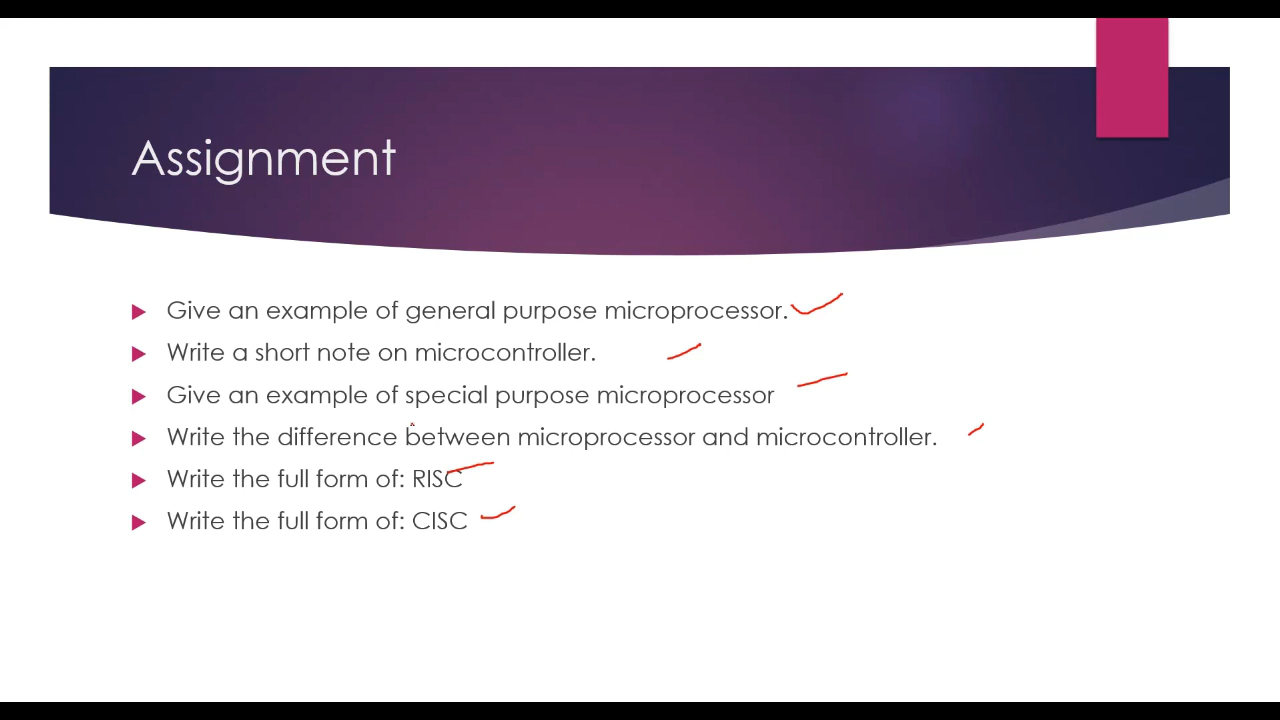 Assignment
Give an example of general purpose microprocessor.
Write a short note on microcontroller.
Give an example of special purpose microprocessor
Write the difference between microprocessor and microcontroller.
Write the full form of: RISC
Write the full form of: CISC